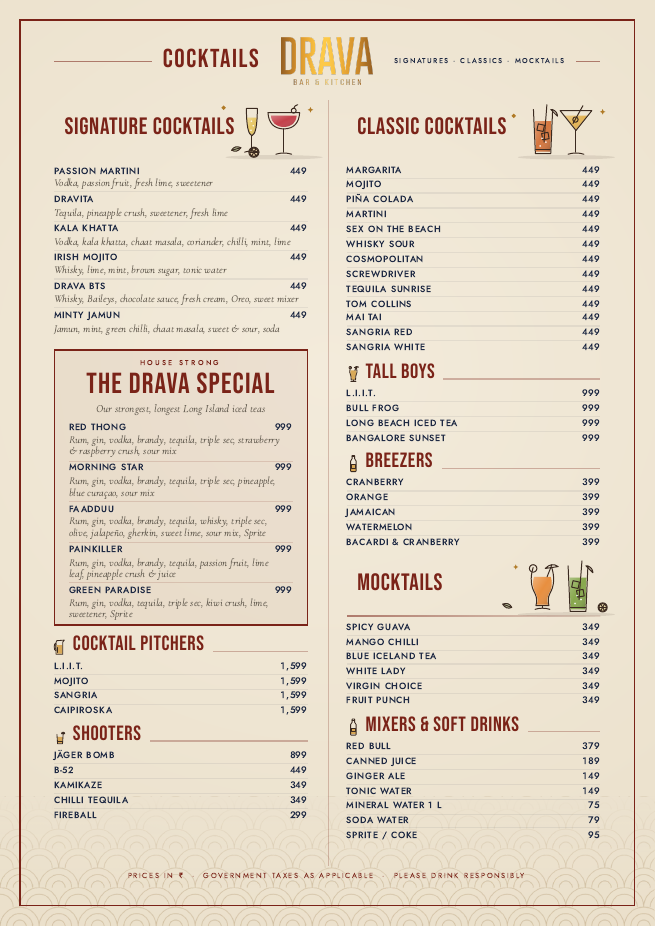 COCKTAILS
DRAVA
BAR & KITCHEN
SIGNATURES · CLASSICS · MOCKTAILS
SIGNATURE COCKTAILS
PASSION MARTINI 449
Vodka, passion fruit, fresh lime, sweetener
DRAVITA 449
Tequila, pineapple crush, sweetener, fresh lime
KALA KHATTA 449
Vodka, kala khatta, chaat masala, coriander, chilli, mint, lime
IRISH MOJITO 449
Whisky, lime, mint, brown sugar, tonic water
DRAVA BTS 449
Whisky, Baileys, chocolate sauce, fresh cream, Oreo, sweet mixer
MINTY JAMUN 449
Jamun, mint, green chilli, chaat masala, sweet & sour, soda
HOUSE STRONG
THE DRAVA SPECIAL
Our strongest, longest Long Island iced teas
RED THONG 999
Rum, gin, vodka, brandy, tequila, triple sec, strawberry
& raspberry crush, sour mix
MORNING STAR 999
Rum, gin, vodka, brandy, tequila, triple sec, pineapple,
blue curaçao, sour mix
FAADDUU 999
Rum, gin, vodka, brandy, tequila, whisky, triple sec,
olive, jalapeño, gherkin, sweet lime, sour mix, Sprite
PAINKILLER 999
Rum, gin, vodka, brandy, tequila, passion fruit, lime
leaf, pineapple crush & juice
GREEN PARADISE 999
Rum, gin, vodka, tequila, triple sec, kiwi crush, lime,
sweetener, Sprite
COCKTAIL PITCHERS
L.I.I.T. 1,599
MOJITO 1,599
SANGRIA 1,599
CAIPIROSKA 1,599
SHOOTERS
JÄGER BOMB 899
B-52 449
KAMIKAZE 349
CHILLI TEQUILA 349
FIREBALL 299
CLASSIC COCKTAILS
MARGARITA 449
MOJITO 449
PIÑA COLADA 449
MARTINI 449
SEX ON THE BEACH 449
WHISKY SOUR 449
COSMOPOLITAN 449
SCREWDRIVER 449
TEQUILA SUNRISE 449
TOM COLLINS 449
MAI TAI 449
SANGRIA RED 449
SANGRIA WHITE 449
TALL BOYS
L.I.I.T. 999
BULL FROG 999
LONG BEACH ICED TEA 999
BANGALORE SUNSET 999
BREEZERS
CRANBERRY 399
ORANGE 399
JAMAICAN 399
WATERMELON 399
BACARDI & CRANBERRY 399
MOCKTAILS
SPICY GUAVA 349
MANGO CHILLI 349
BLUE ICELAND TEA 349
WHITE LADY 349
VIRGIN CHOICE 349
FRUIT PUNCH 349
MIXERS & SOFT DRINKS
RED BULL 379
CANNED JUICE 189
GINGER ALE 149
TONIC WATER 149
MINERAL WATER 1 L 75
SODA WATER 79
SPRITE / COKE 95
PRICES IN ₹ · GOVERNMENT TAXES AS APPLICABLE · PLEASE DRINK RESPONSIBLY